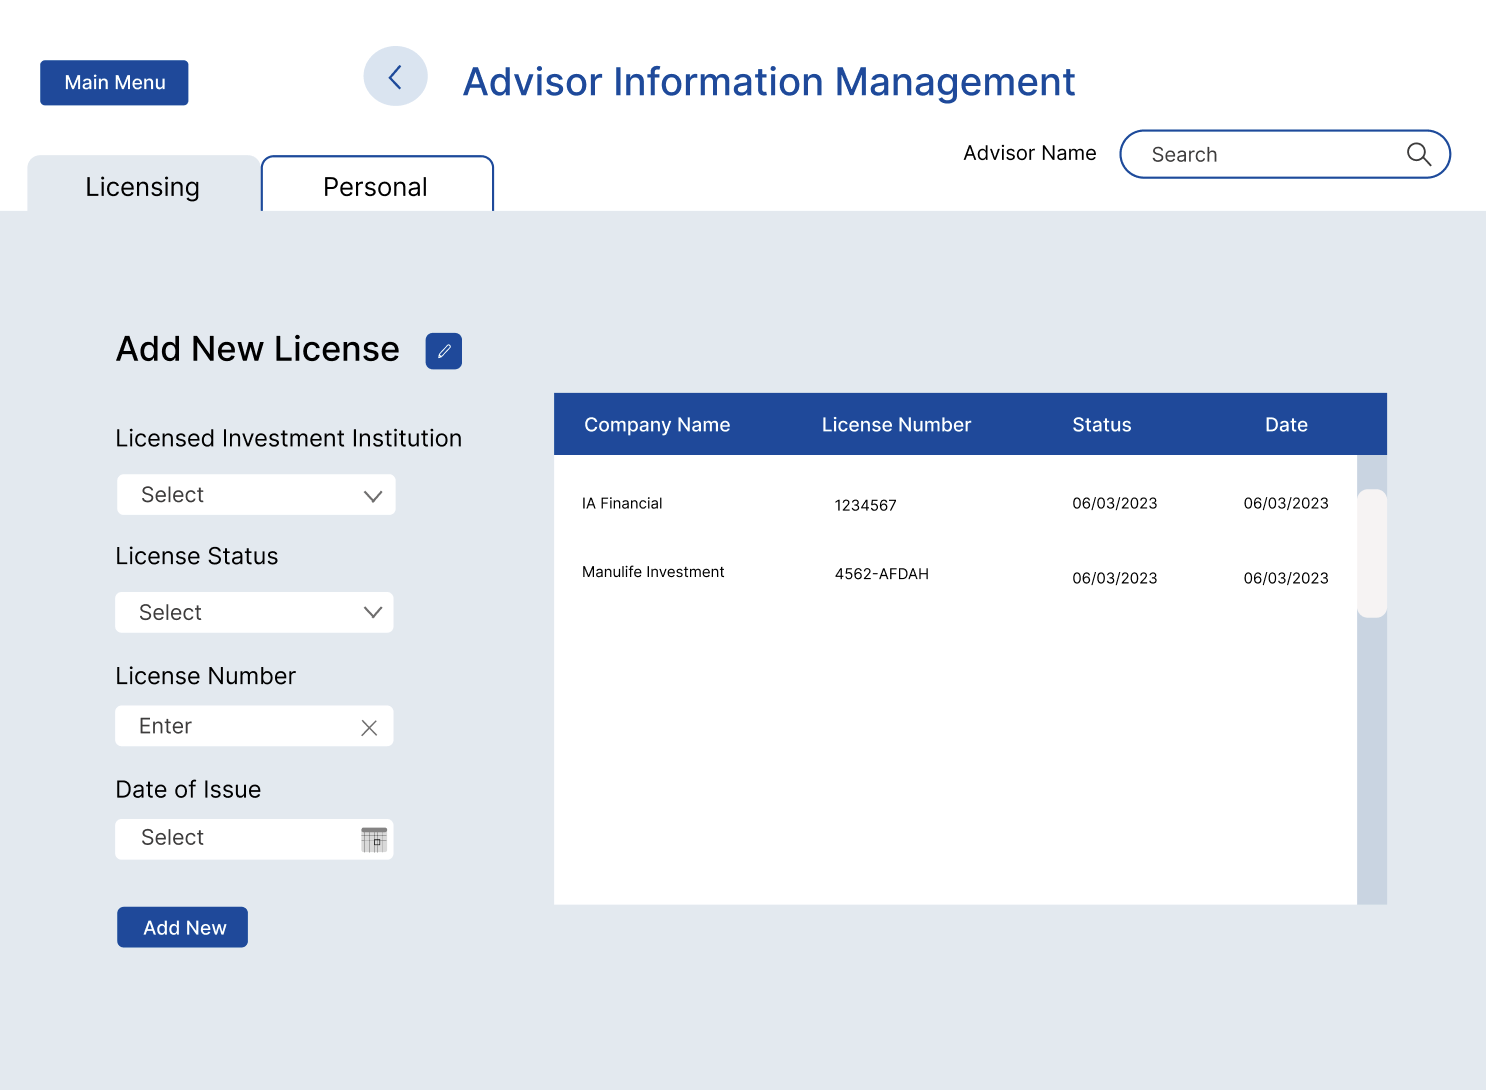 Main Menu
Advisor Information Management
Advisor Name
Search
Licensing
Personal
Add New License
Licensed Investment Institution
Select
License Status
Select
License Number
Enter
Date of Issue
Select
Add New
Company Name License Number Status Date
IA Financial 1234567 06/03/2023 06/03/2023
Manulife Investment 4562-AFDAH 06/03/2023 06/03/2023